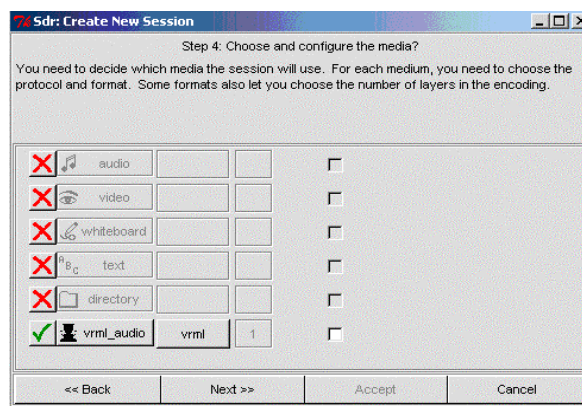 Sdr: Create New Session
Step 4: Choose and configure the media?
You need to decide which media the session will use. For each medium, you need to choose the
protocol and format. Some formats also let you choose the number of layers in the encoding.
audio
video
whiteboard
ABC text
directory
vrml_audio vrml 1
<< Back Next >> Accept Cancel